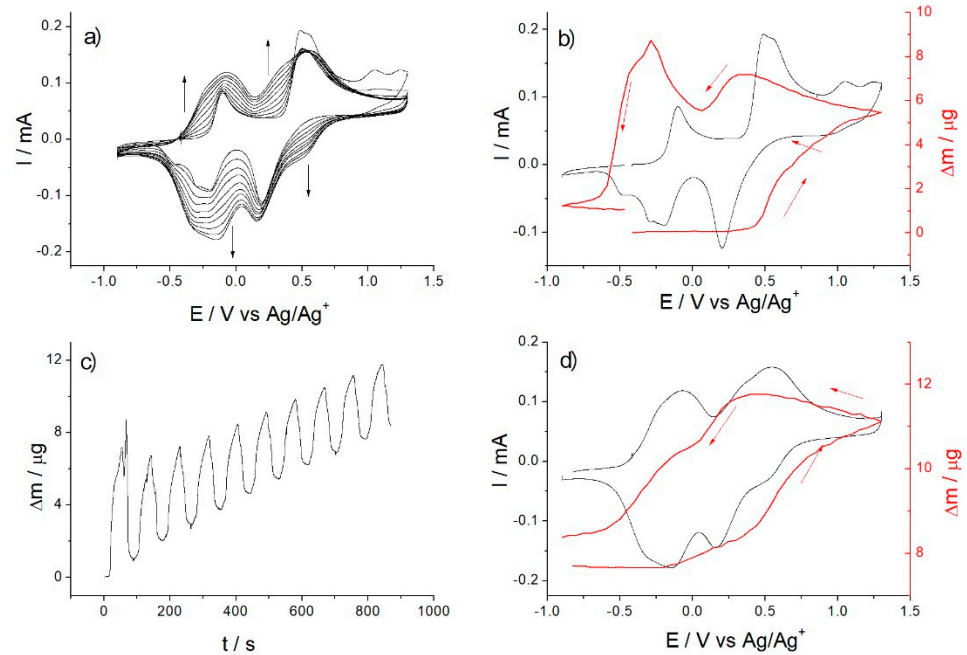 a)
I / mA
0.2
0.1
0.0
-0.1
-0.2
-1.0 -0.5 0.0 0.5 1.0 1.5
E / V vs Ag/Ag⁺
b)
I / mA
0.2
0.1
0.0
-0.1
-1.0 -0.5 0.0 0.5 1.0 1.5
E / V vs Ag/Ag⁺
10
8
6
4
2
0
Δm / μg
c)
Δm / μg
12
8
4
0
0 200 400 600 800 1000
t / s
d)
I / mA
0.2
0.1
0.0
-0.1
-0.2
-1.0 -0.5 0.0 0.5 1.0 1.5
E / V vs Ag/Ag⁺
12
10
8
Δm / μg